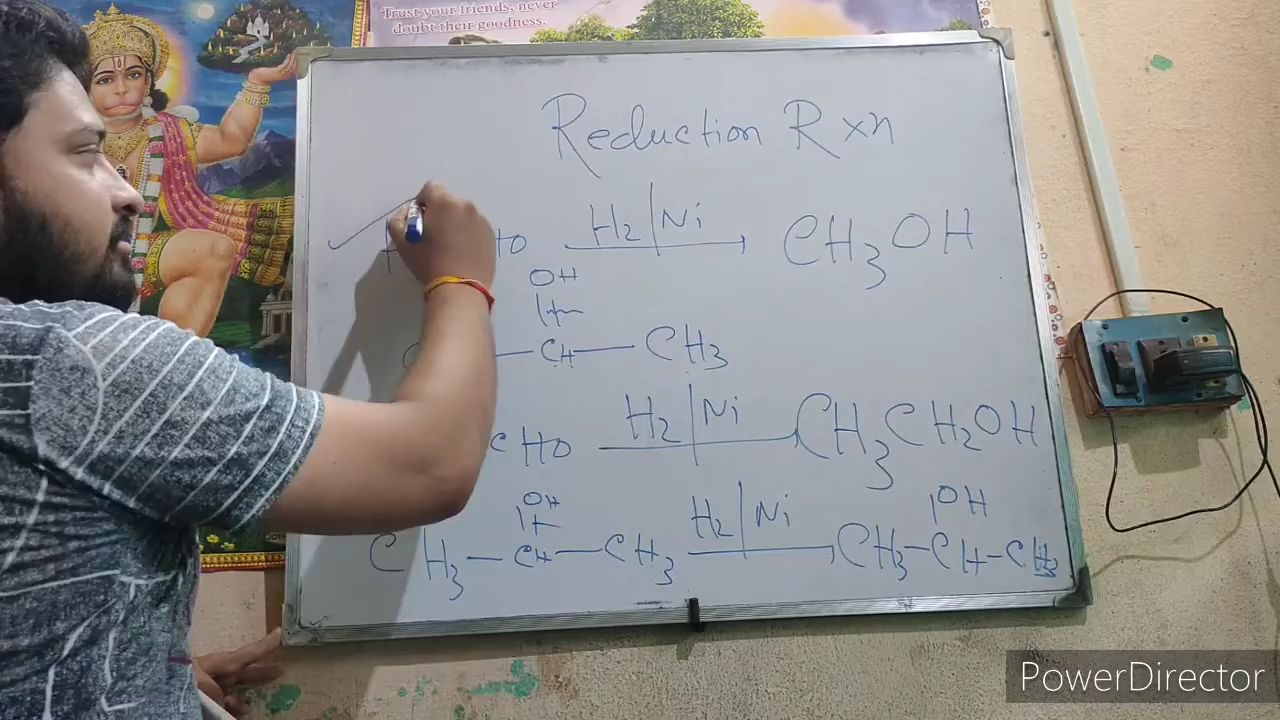 Trust your friends, never
doubt their goodness.
Reduction Rxn
HO H2/Ni CH3OH
OH
CH — CH3
CHO H2/Ni CH3CH2OH
OH OH
CH3 — CH — CH3 H2/Ni CH3-CH-CH3
PowerDirector